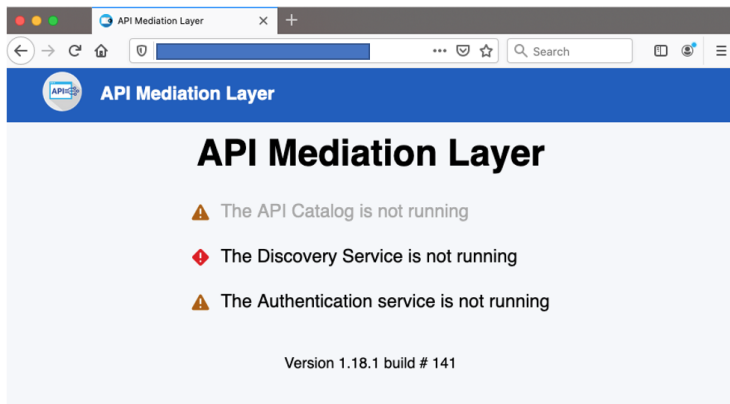 API Mediation Layer
Search
API
API Mediation Layer
API Mediation Layer
The API Catalog is not running
The Discovery Service is not running
The Authentication service is not running
Version 1.18.1 build # 141